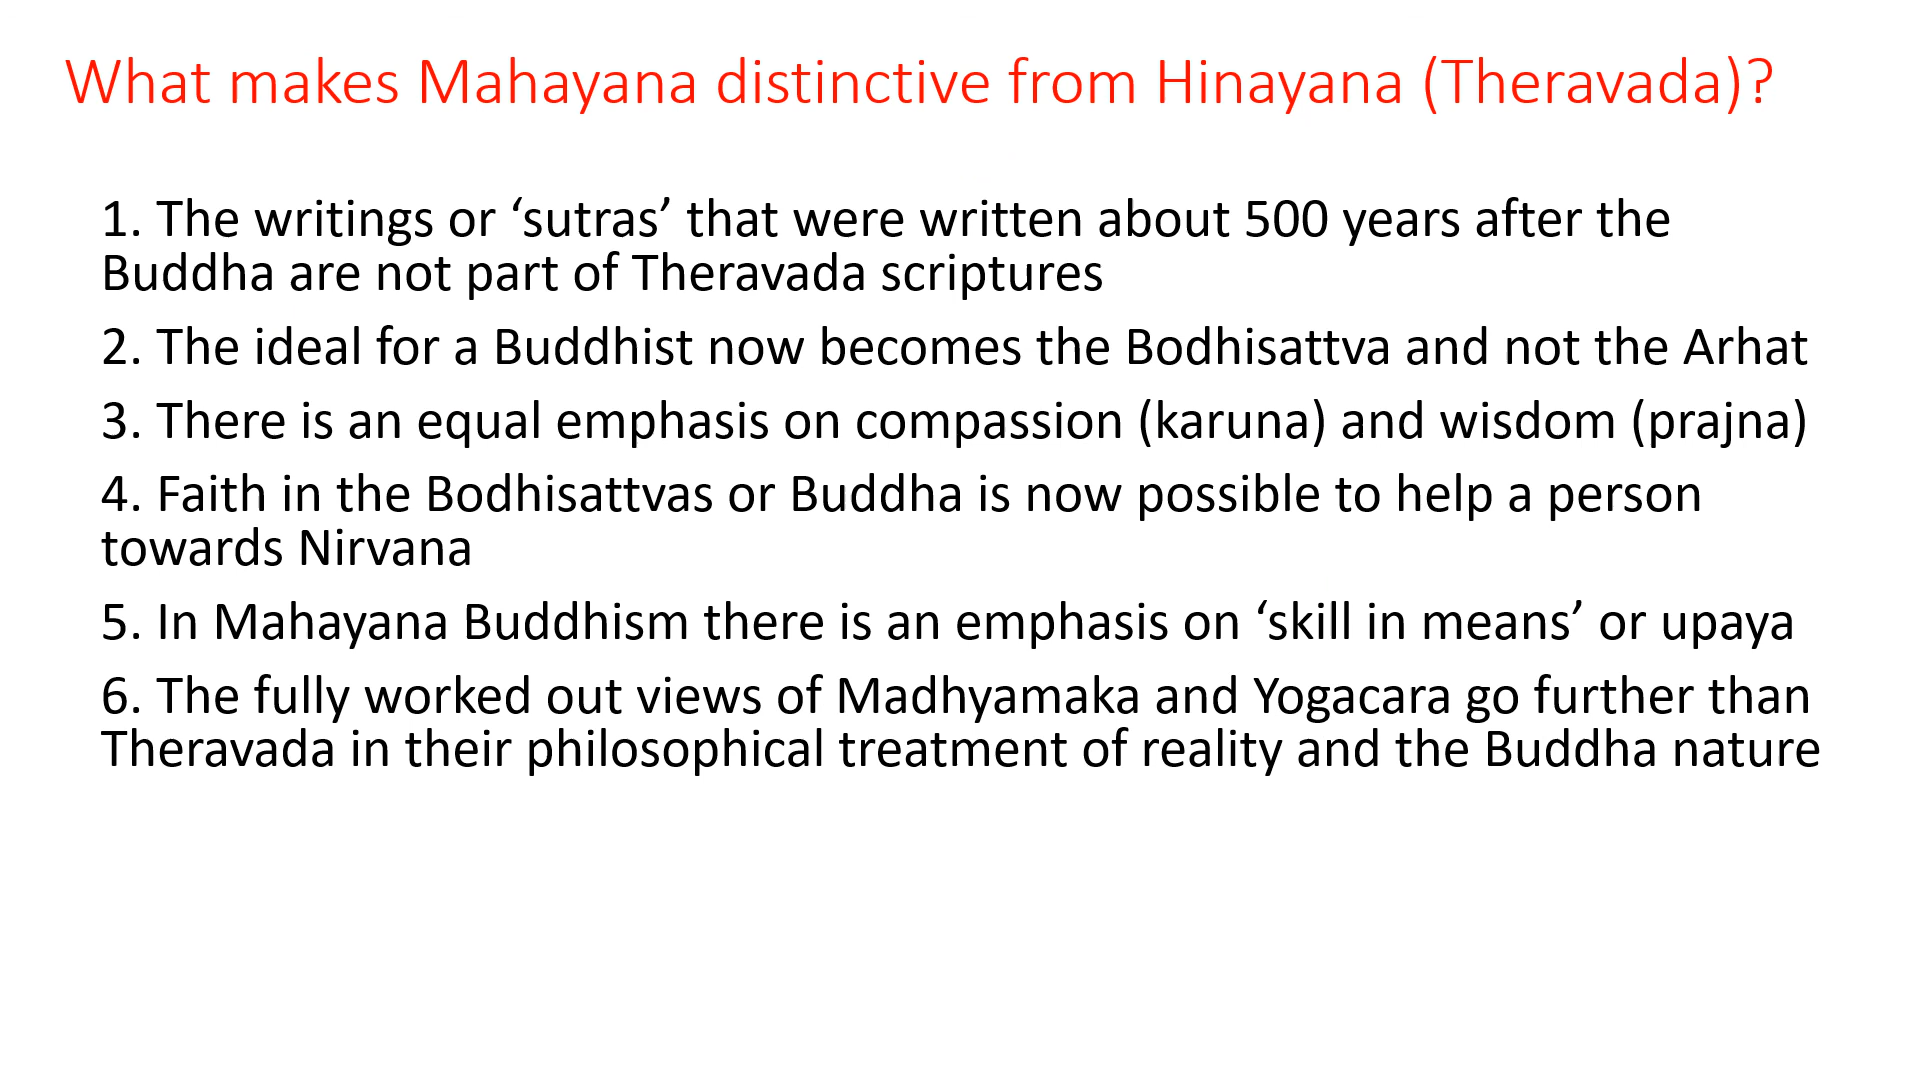 What makes Mahayana distinctive from Hinayana (Theravada)?
1. The writings or ‘sutras’ that were written about 500 years after the
Buddha are not part of Theravada scriptures
2. The ideal for a Buddhist now becomes the Bodhisattva and not the Arhat
3. There is an equal emphasis on compassion (karuna) and wisdom (prajna)
4. Faith in the Bodhisattvas or Buddha is now possible to help a person
towards Nirvana
5. In Mahayana Buddhism there is an emphasis on ‘skill in means’ or upaya
6. The fully worked out views of Madhyamaka and Yogacara go further than
Theravada in their philosophical treatment of reality and the Buddha nature